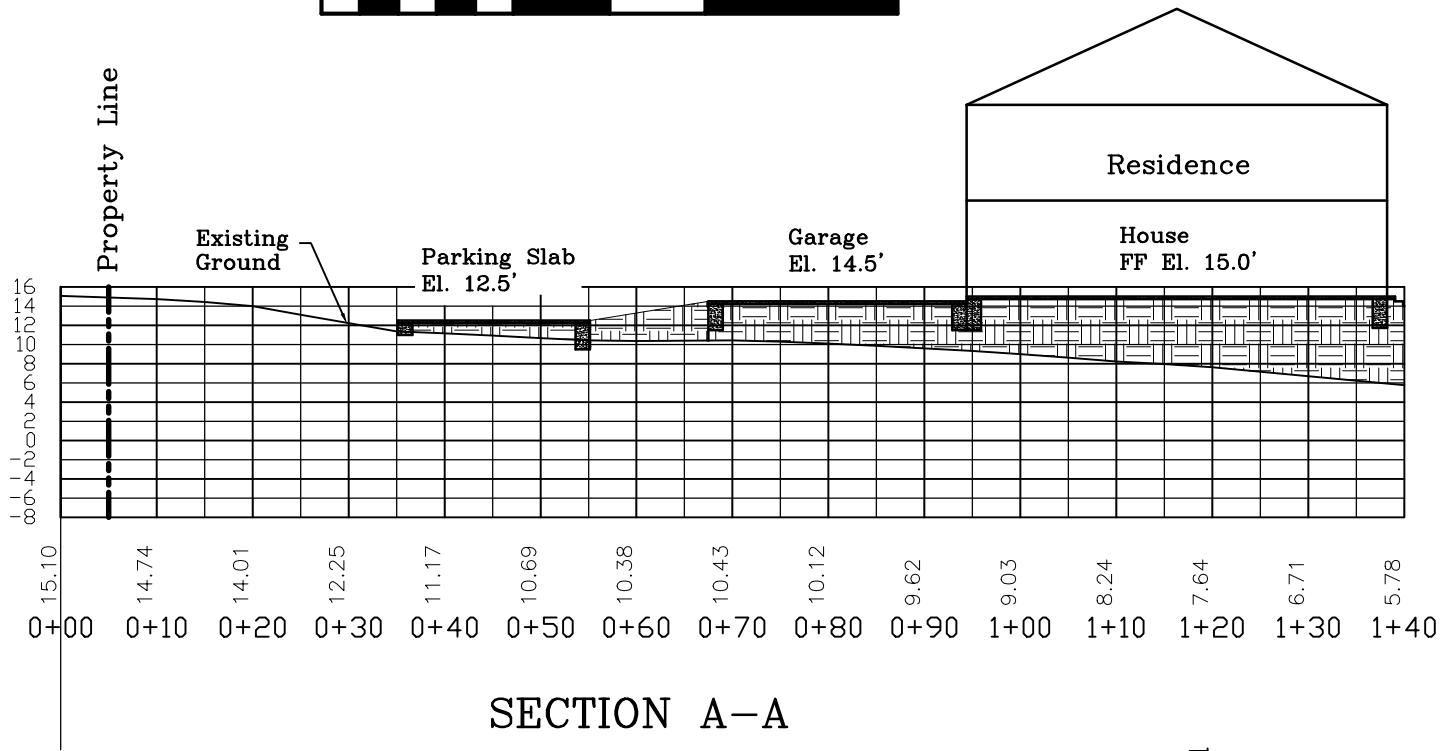 Property Line
Existing
Ground
Parking Slab
El. 12.5'
Garage
El. 14.5'
Residence
House
FF El. 15.0'
16
14
12
10
8
6
4
2
0
-2
-4
-6
-8
15.10 14.74 14.01 12.25 11.17 10.69 10.38 10.43 10.12 9.62 9.03 8.24 7.64 6.71 5.78
0+00 0+10 0+20 0+30 0+40 0+50 0+60 0+70 0+80 0+90 1+00 1+10 1+20 1+30 1+40
SECTION A-A